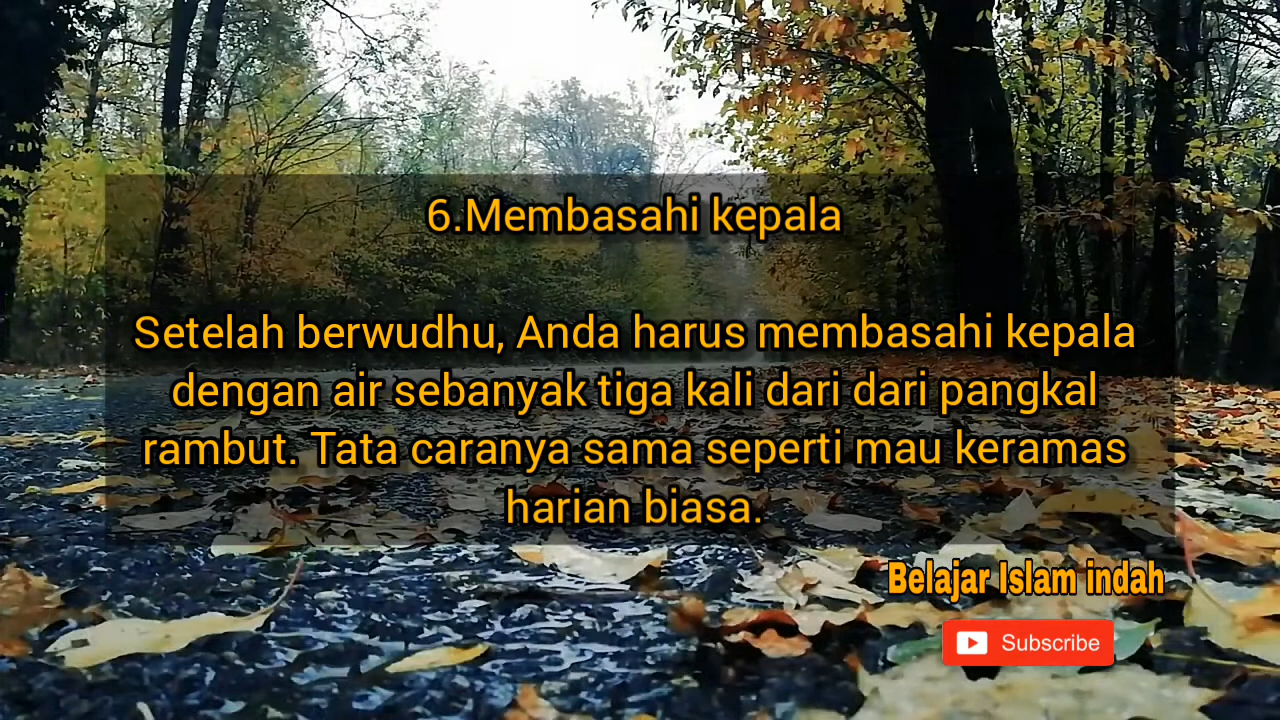 6.Membasahi kepala
Setelah berwudhu, Anda harus membasahi kepala
dengan air sebanyak tiga kali dari dari pangkal
rambut. Tata caranya sama seperti mau keramas
harian biasa.
Belajar Islam indah
Subscribe